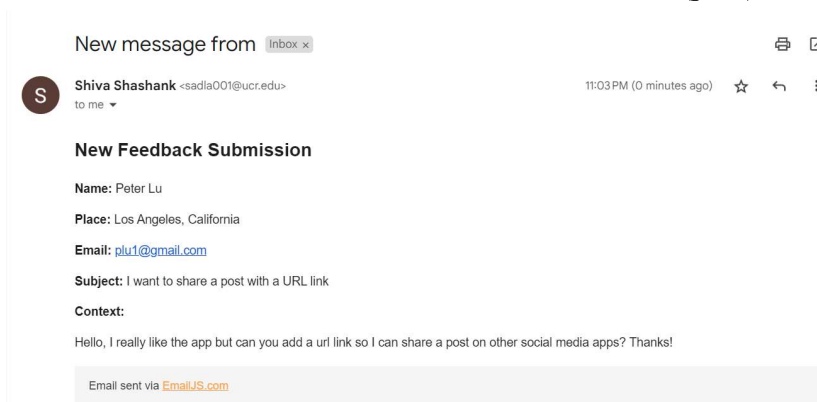 New message from Inbox ×
S
Shiva Shashank <sadla001@ucr.edu> 11:03 PM (0 minutes ago)
to me
New Feedback Submission
Name: Peter Lu
Place: Los Angeles, California
Email: plu1@gmail.com
Subject: I want to share a post with a URL link
Context:
Hello, I really like the app but can you add a url link so I can share a post on other social media apps? Thanks!
Email sent via EmailJS.com